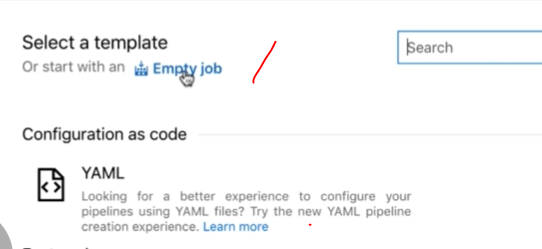 Select a template
Search
Or start with an Empty job
Configuration as code
YAML
Looking for a better experience to configure your
pipelines using YAML files? Try the new YAML pipeline
creation experience. Learn more